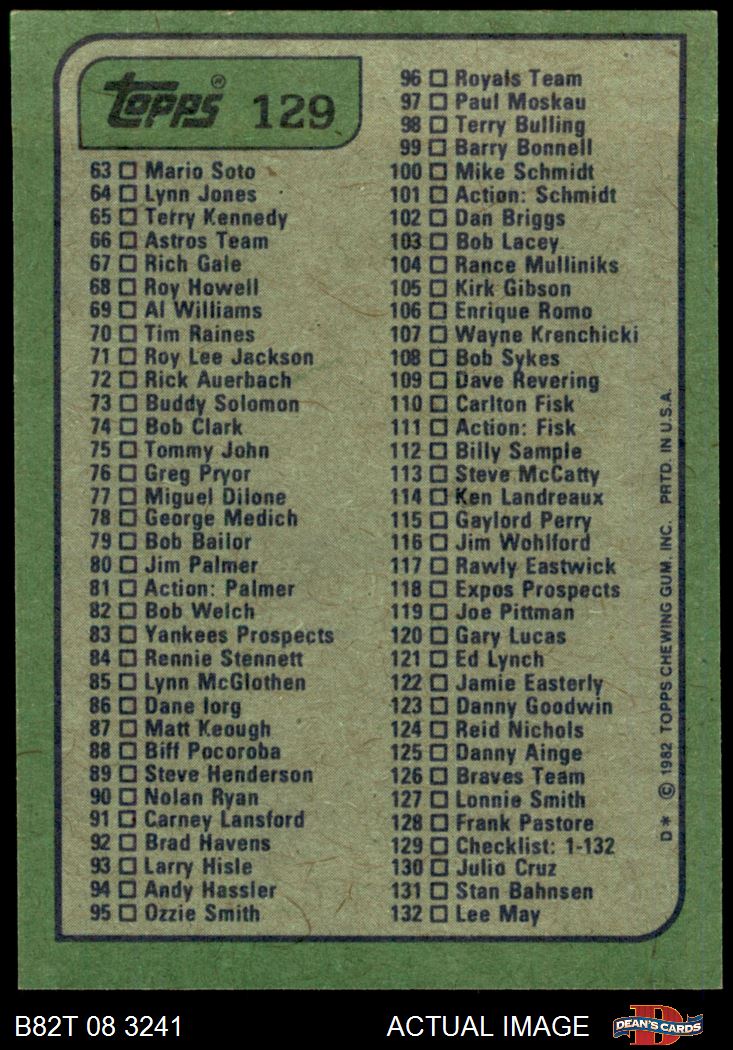 TOPPS® 129
63 ☐ Mario Soto
64 ☐ Lynn Jones
65 ☐ Terry Kennedy
66 ☐ Astros Team
67 ☐ Rich Gale
68 ☐ Roy Howell
69 ☐ Al Williams
70 ☐ Tim Raines
71 ☐ Roy Lee Jackson
72 ☐ Rick Auerbach
73 ☐ Buddy Solomon
74 ☐ Bob Clark
75 ☐ Tommy John
76 ☐ Greg Pryor
77 ☐ Miguel Dilone
78 ☐ George Medich
79 ☐ Bob Bailor
80 ☐ Jim Palmer
81 ☐ Action: Palmer
82 ☐ Bob Welch
83 ☐ Yankees Prospects
84 ☐ Rennie Stennett
85 ☐ Lynn McGlothen
86 ☐ Dane Iorg
87 ☐ Matt Keough
88 ☐ Biff Pocoroba
89 ☐ Steve Henderson
90 ☐ Nolan Ryan
91 ☐ Carney Lansford
92 ☐ Brad Havens
93 ☐ Larry Hisle
94 ☐ Andy Hassler
95 ☐ Ozzie Smith
96 ☐ Royals Team
97 ☐ Paul Moskau
98 ☐ Terry Bulling
99 ☐ Barry Bonnell
100 ☐ Mike Schmidt
101 ☐ Action: Schmidt
102 ☐ Dan Briggs
103 ☐ Bob Lacey
104 ☐ Rance Mulliniks
105 ☐ Kirk Gibson
106 ☐ Enrique Romo
107 ☐ Wayne Krenchicki
108 ☐ Bob Sykes
109 ☐ Dave Revering
110 ☐ Carlton Fisk
111 ☐ Action: Fisk
112 ☐ Billy Sample
113 ☐ Steve McCatty
114 ☐ Ken Landreaux
115 ☐ Gaylord Perry
116 ☐ Jim Wohlford
117 ☐ Rawly Eastwick
118 ☐ Expos Prospects
119 ☐ Joe Pittman
120 ☐ Gary Lucas
121 ☐ Ed Lynch
122 ☐ Jamie Easterly
123 ☐ Danny Goodwin
124 ☐ Reid Nichols
125 ☐ Danny Ainge
126 ☐ Braves Team
127 ☐ Lonnie Smith
128 ☐ Frank Pastore
129 ☐ Checklist: 1-132
130 ☐ Julio Cruz
131 ☐ Stan Bahnsen
132 ☐ Lee May
D* © 1982 TOPPS CHEWING GUM, INC. PRTD. IN U.S.A.
B82T 08 3241 ACTUAL IMAGE D DEAN'S CARDS